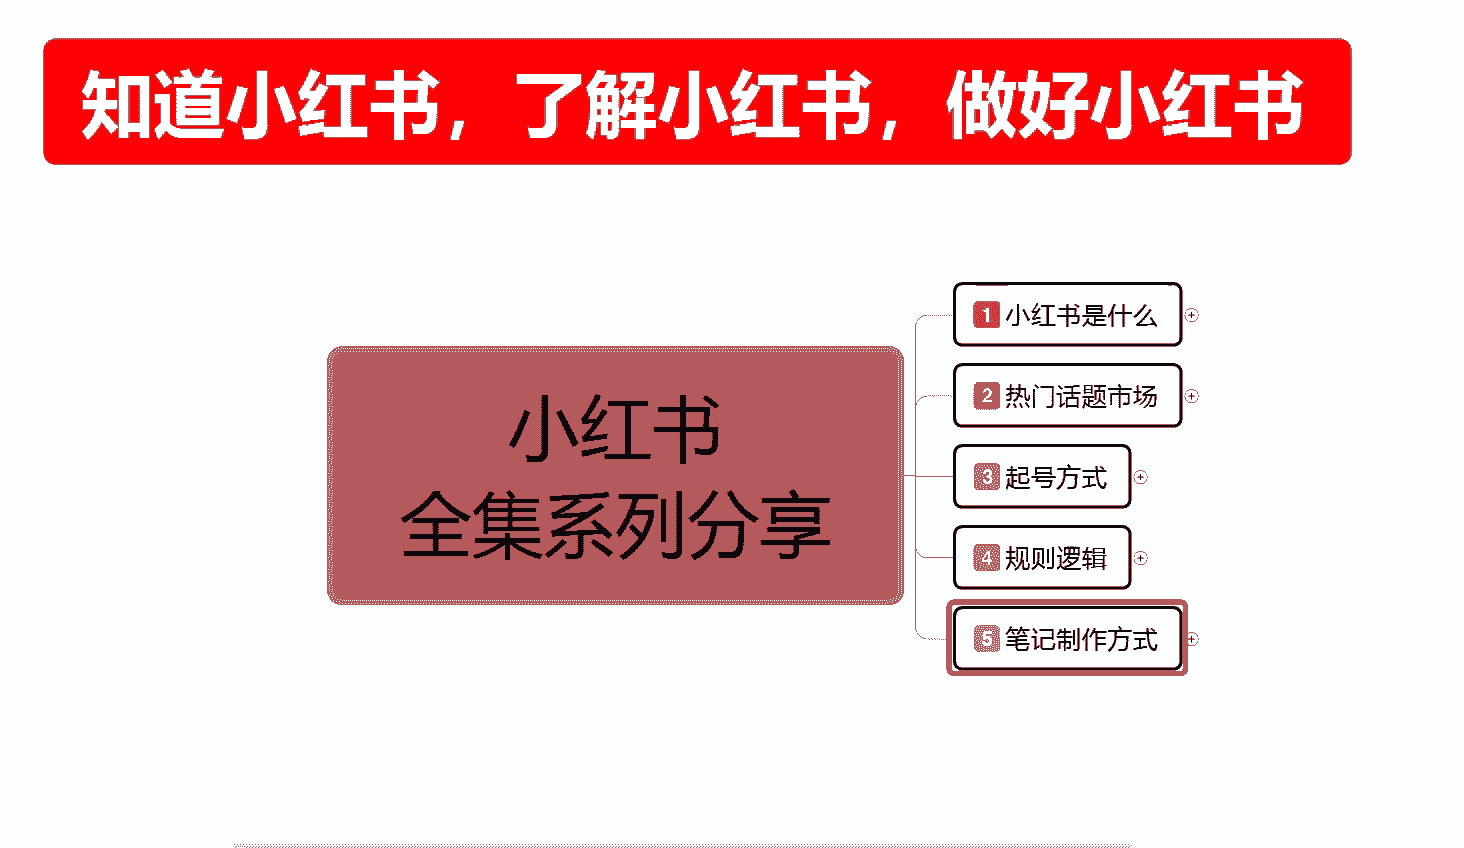 知道小红书，了解小红书，做好小红书
小红书
全集系列分享
1 小红书是什么
2 热门话题市场
3 起号方式
4 规则逻辑
5 笔记制作方式